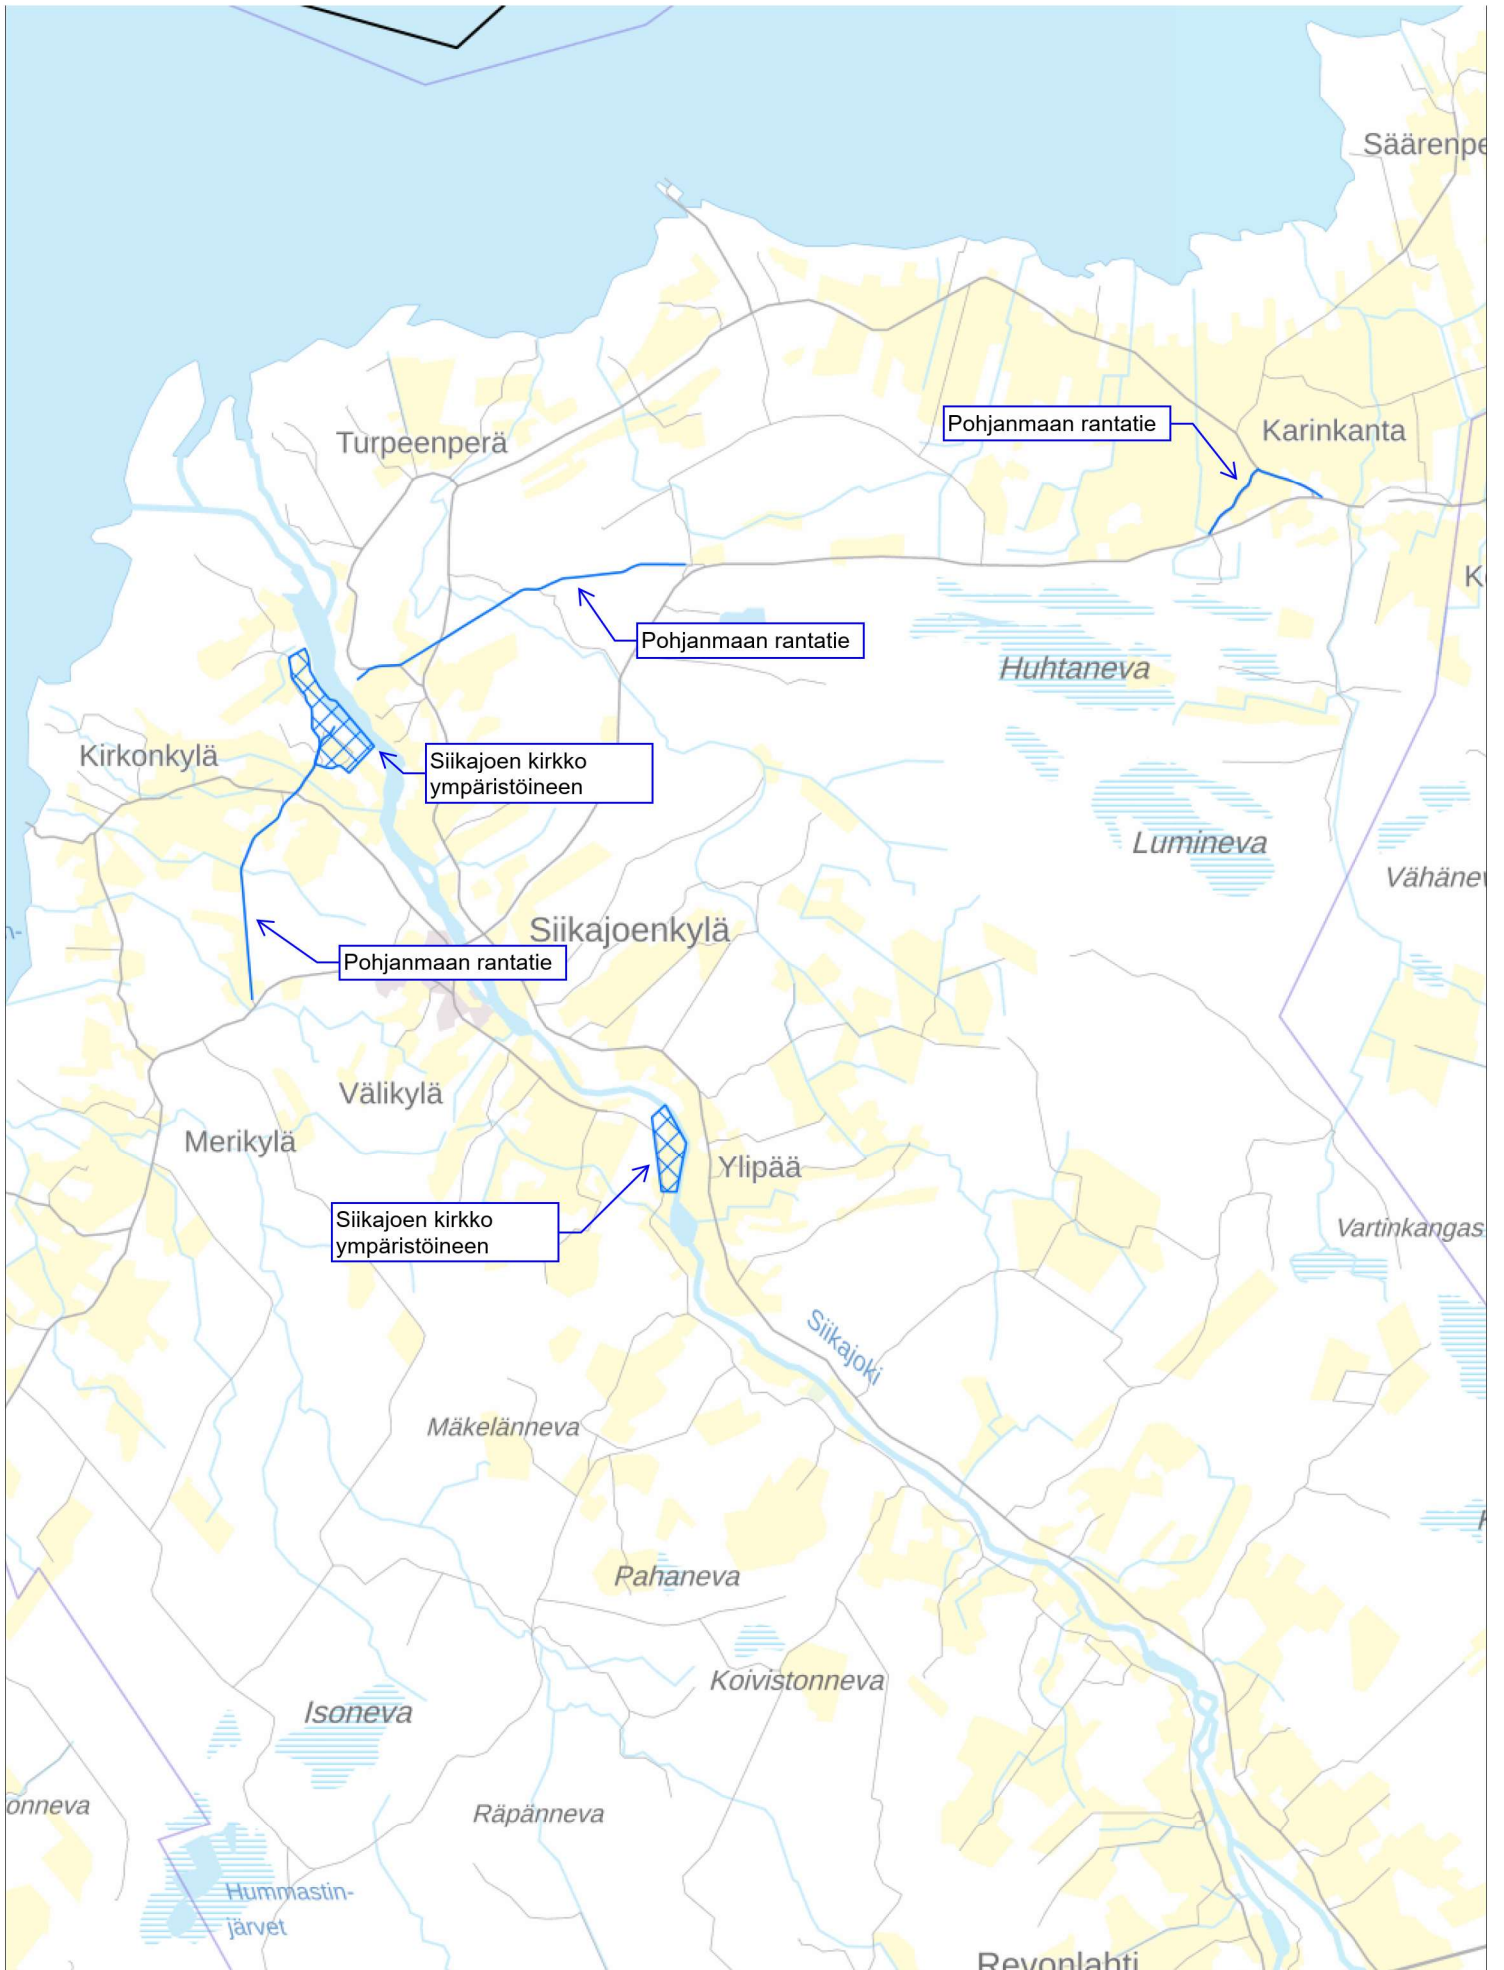 Säärenpe
Pohjanmaan rantatie
Karinkanta
Turpeenperä
Pohjanmaan rantatie
Huhtaneva
Kirkonkylä
Siikajoen kirkko
ympäristöineen
Lumineva
Vähänev
Siikajoenkylä
Pohjanmaan rantatie
Välikylä
Merikylä
Ylipää
Siikajoen kirkko
ympäristöineen
Vartinkangas
Siikajoki
Mäkelänneva
Pahaneva
Koivistonneva
Isoneva
onneva
Räpänneva
Hummastin-
järvet
Revonlahti